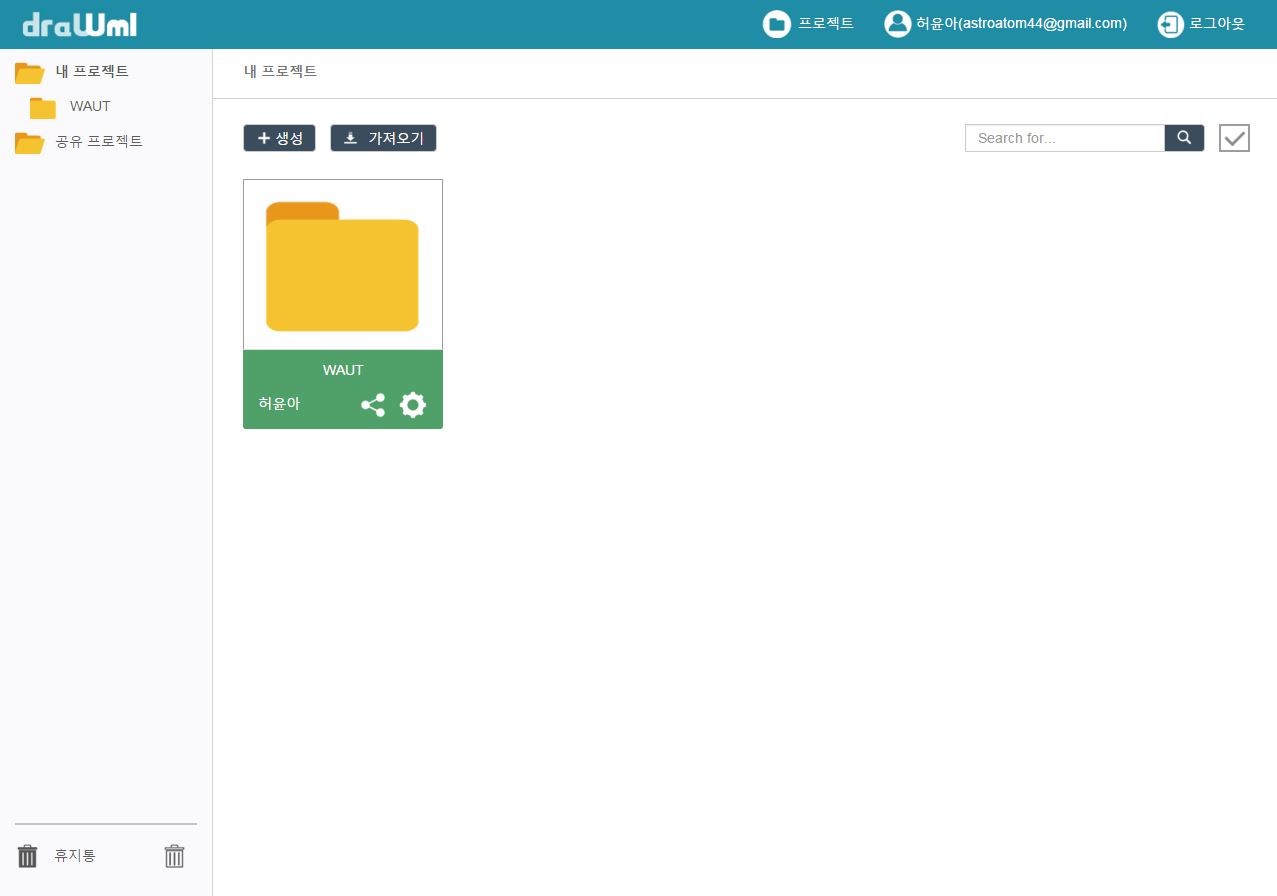 draWml
프로젝트
허윤아(astroatom44@gmail.com)
로그아웃
내 프로젝트
WAUT
공유 프로젝트
내 프로젝트
생성
가져오기
Search for...
WAUT
허윤아
휴지통